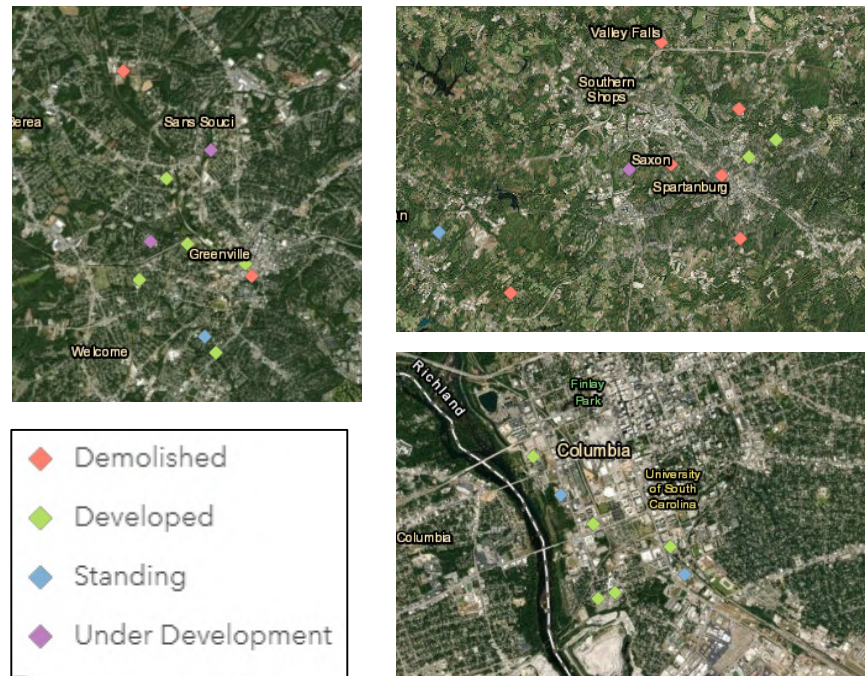 Sans Souci
Greenville
Welcome
Valley Falls
Southern
Shops
Saxon
Spartanburg
Richland
Finlay
Park
Columbia
University
of South
Carolina
Columbia
Demolished
Developed
Standing
Under Development